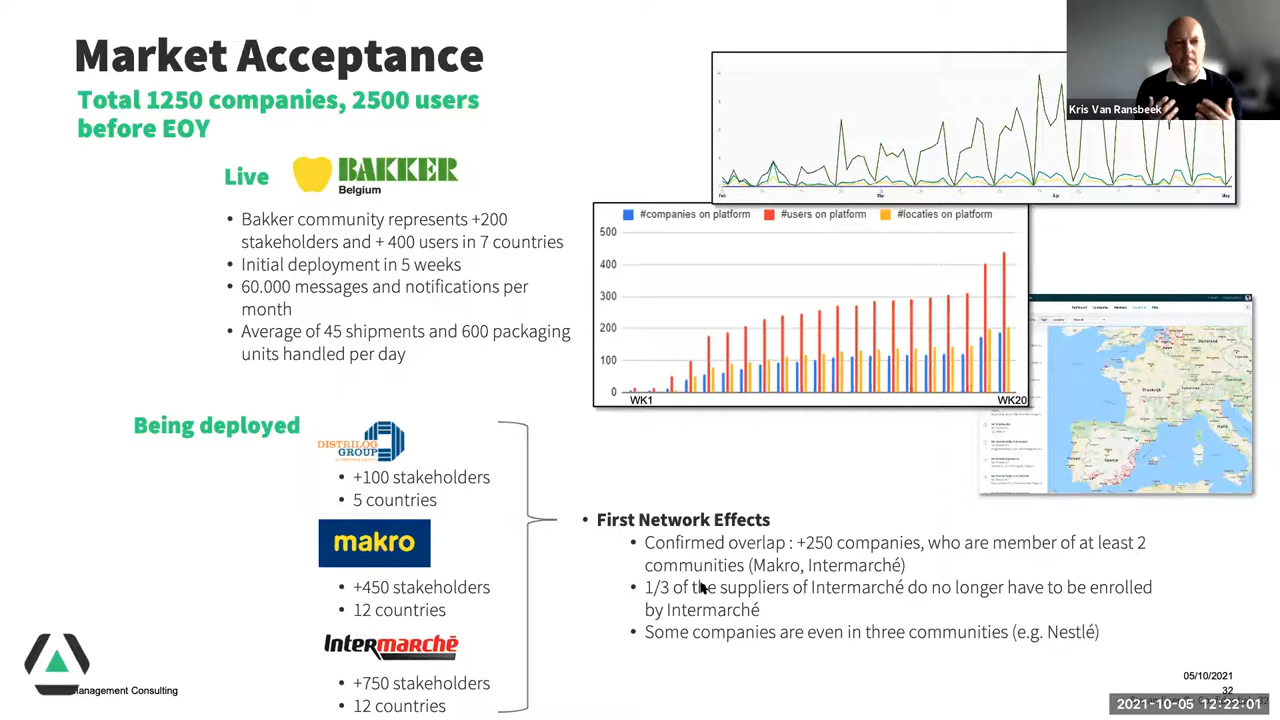 Market Acceptance
Total 1250 companies, 2500 users
before EOY
Live
BAKKER
Belgium
• Bakker community represents +200
stakeholders and + 400 users in 7 countries
• Initial deployment in 5 weeks
• 60.000 messages and notifications per
month
• Average of 45 shipments and 600 packaging
units handled per day
Being deployed
DISTRILOG
GROUP
• +100 stakeholders
• 5 countries
makro
• +450 stakeholders
• 12 countries
Intermarché
• +750 stakeholders
• 12 countries
Kris Van Ransbeek
Feb
Mar
Apr
May
#companies on platform
#users on platform
#locaties on platform
500
400
300
200
100
0
WK1
WK20
• First Network Effects
• Confirmed overlap : +250 companies, who are member of at least 2
communities (Makro, Intermarché)
• 1/3 of the suppliers of Intermarché do no longer have to be enrolled
by Intermarché
• Some companies are even in three communities (e.g. Nestlé)
Management Consulting
05/10/2021
32
2021-10-05 12:22:01